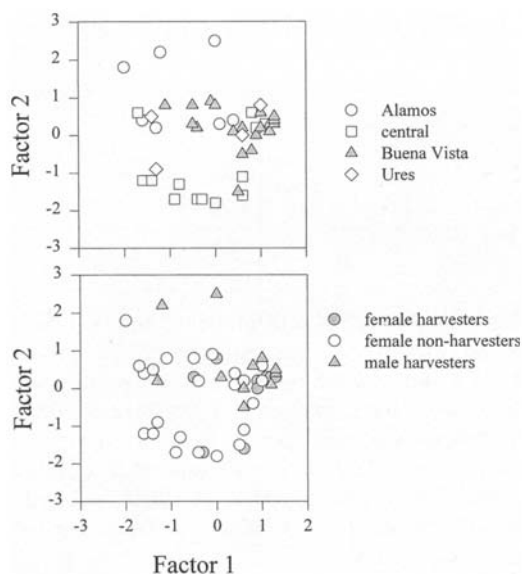 3
2
1
0
-1
-2
-3
Factor 2
Alamos
central
Buena Vista
Ures
3
2
1
0
-1
-2
-3
Factor 2
female harvesters
female non-harvesters
male harvesters
-3 -2 -1 0 1 2
Factor 1